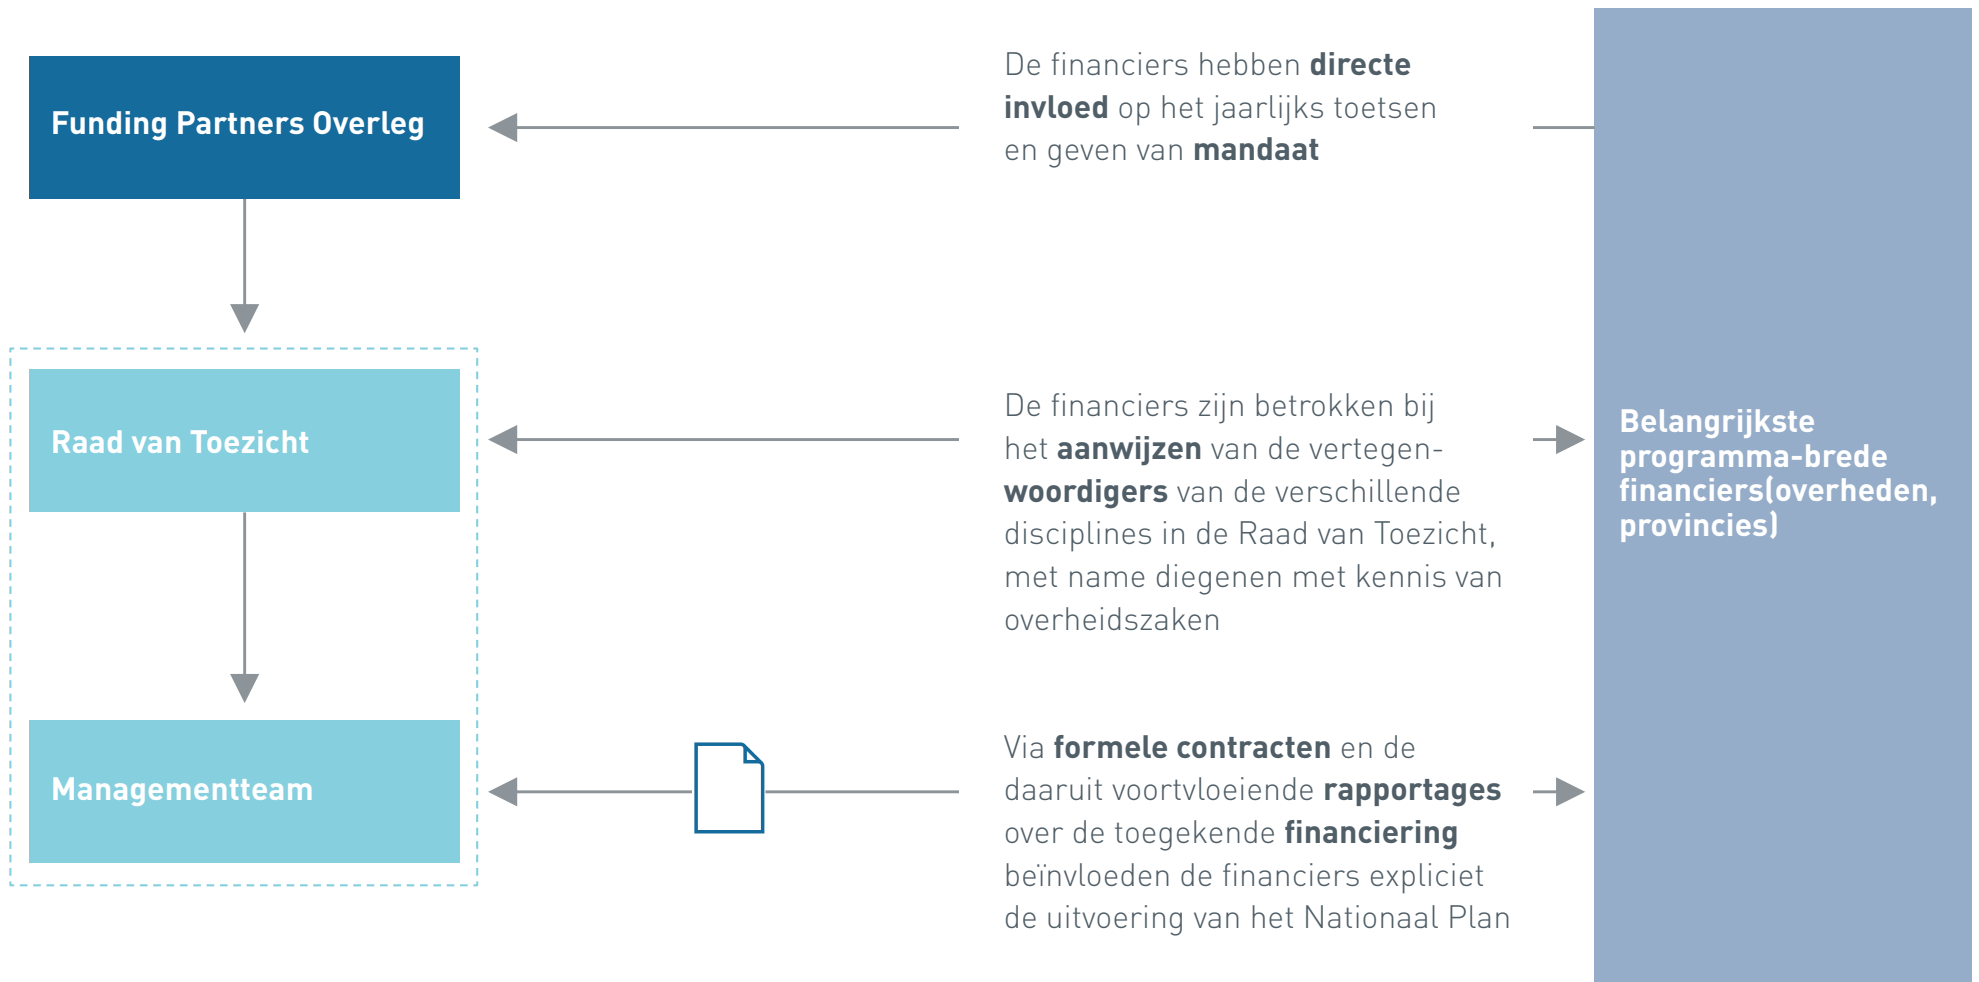 Funding Partners Overleg
De financiers hebben directe
invloed op het jaarlijks toetsen
en geven van mandaat
Raad van Toezicht
De financiers zijn betrokken bij
het aanwijzen van de vertegen-
woordigers van de verschillende
disciplines in de Raad van Toezicht,
met name diegenen met kennis van
overheidszaken
Belangrijkste
programma-brede
financiers(overheden,
provincies)
Managementteam
Via formele contracten en de
daaruit voortvloeiende rapportages
over de toegekende financiering
beïnvloeden de financiers expliciet
de uitvoering van het Nationaal Plan